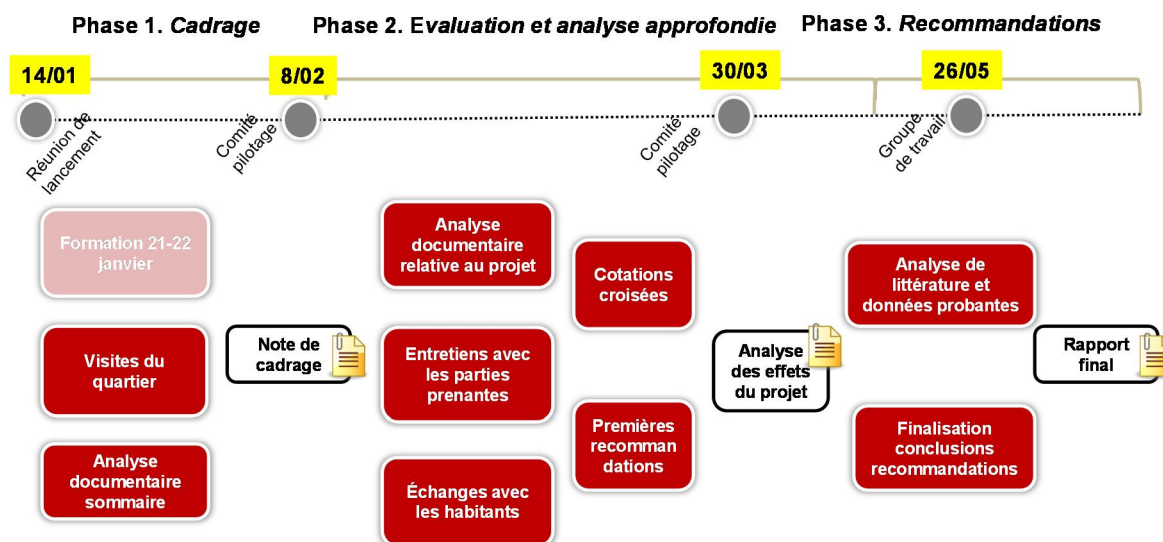 Phase 1. Cadrage
Phase 2. Evaluation et analyse approfondie
Phase 3. Recommandations
14/01
8/02
30/03
26/05
Réunion de
lancement
Comité
pilotage
Comité
pilotage
Groupe
de travail
Formation 21-22
janvier
Visites du
quartier
Analyse
documentaire
sommaire
Note de
cadrage
Analyse
documentaire
relative au projet
Entretiens avec
les parties
prenantes
Échanges avec
les habitants
Cotations
croisées
Premières
recomman
dations
Analyse
des effets
du projet
Analyse de
littérature et
données probantes
Finalisation
conclusions
recommandations
Rapport
final